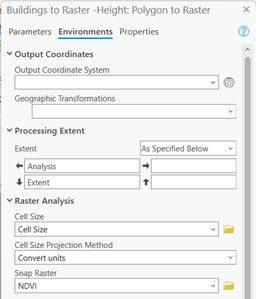 Buildings to Raster -Height: Polygon to Raster
Parameters Environments Properties
Output Coordinates
Output Coordinate System
Geographic Transformations
Processing Extent
Extent As Specified Below
Analysis
Extent
Raster Analysis
Cell Size
Cell Size
Cell Size Projection Method
Convert units
Snap Raster
NDVI